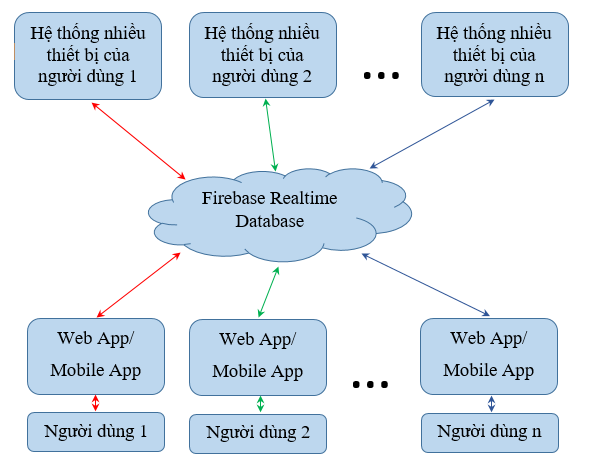 Hệ thống nhiều
thiết bị của
người dùng 1
Hệ thống nhiều
thiết bị của
người dùng 2
...
Hệ thống nhiều
thiết bị của
người dùng n
Firebase Realtime
Database
Web App/
Mobile App
Web App/
Mobile App
...
Web App/
Mobile App
Người dùng 1
Người dùng 2
Người dùng n